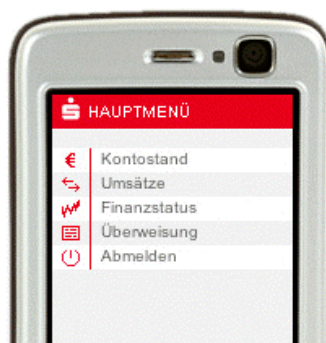 HAUPTMENÜ
Kontostand
Umsätze
Finanzstatus
Überweisung
Abmelden